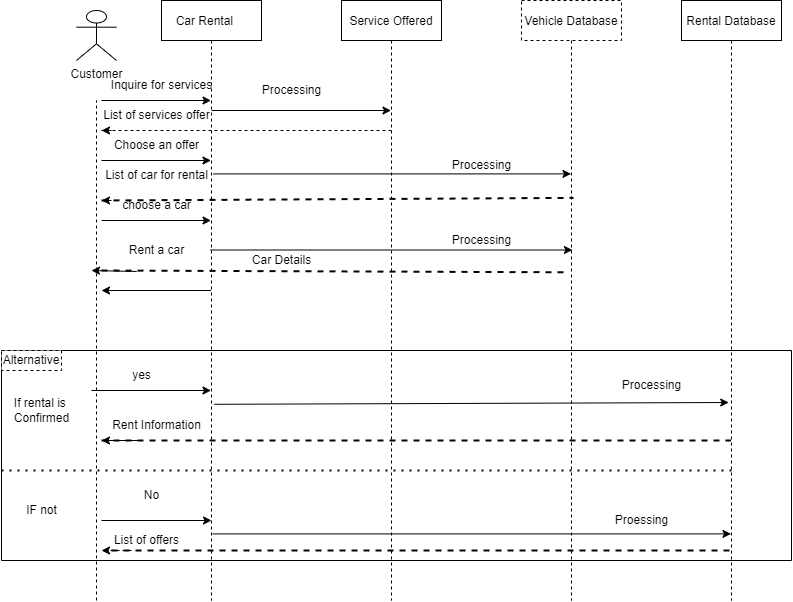 Car Rental
Service Offered
Vehicle Database
Rental Database
Customer
Inquire for services
Processing
List of services offer
Choose an offer
Processing
List of car for rental
choose a car
Processing
Rent a car
Car Details
Alternative
yes
Processing
If rental is
Confirmed
Rent Information
No
IF not
Proessing
List of offers